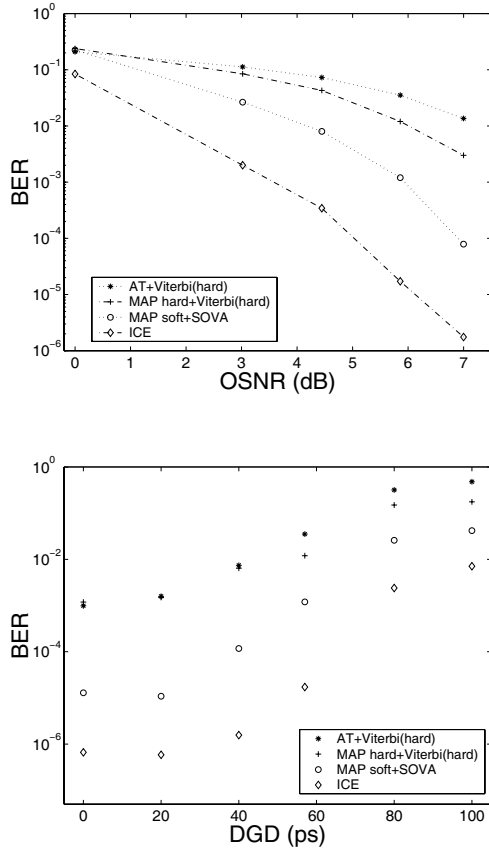 10^0
10^-1
10^-2
10^-3
10^-4
10^-5
10^-6
BER
AT+Viterbi(hard)
MAP hard+Viterbi(hard)
MAP soft+SOVA
ICE
0 1 2 3 4 5 6 7
OSNR (dB)
10^0
10^-2
10^-4
10^-6
BER
AT+Viterbi(hard)
MAP hard+Viterbi(hard)
MAP soft+SOVA
ICE
0 20 40 60 80 100
DGD (ps)